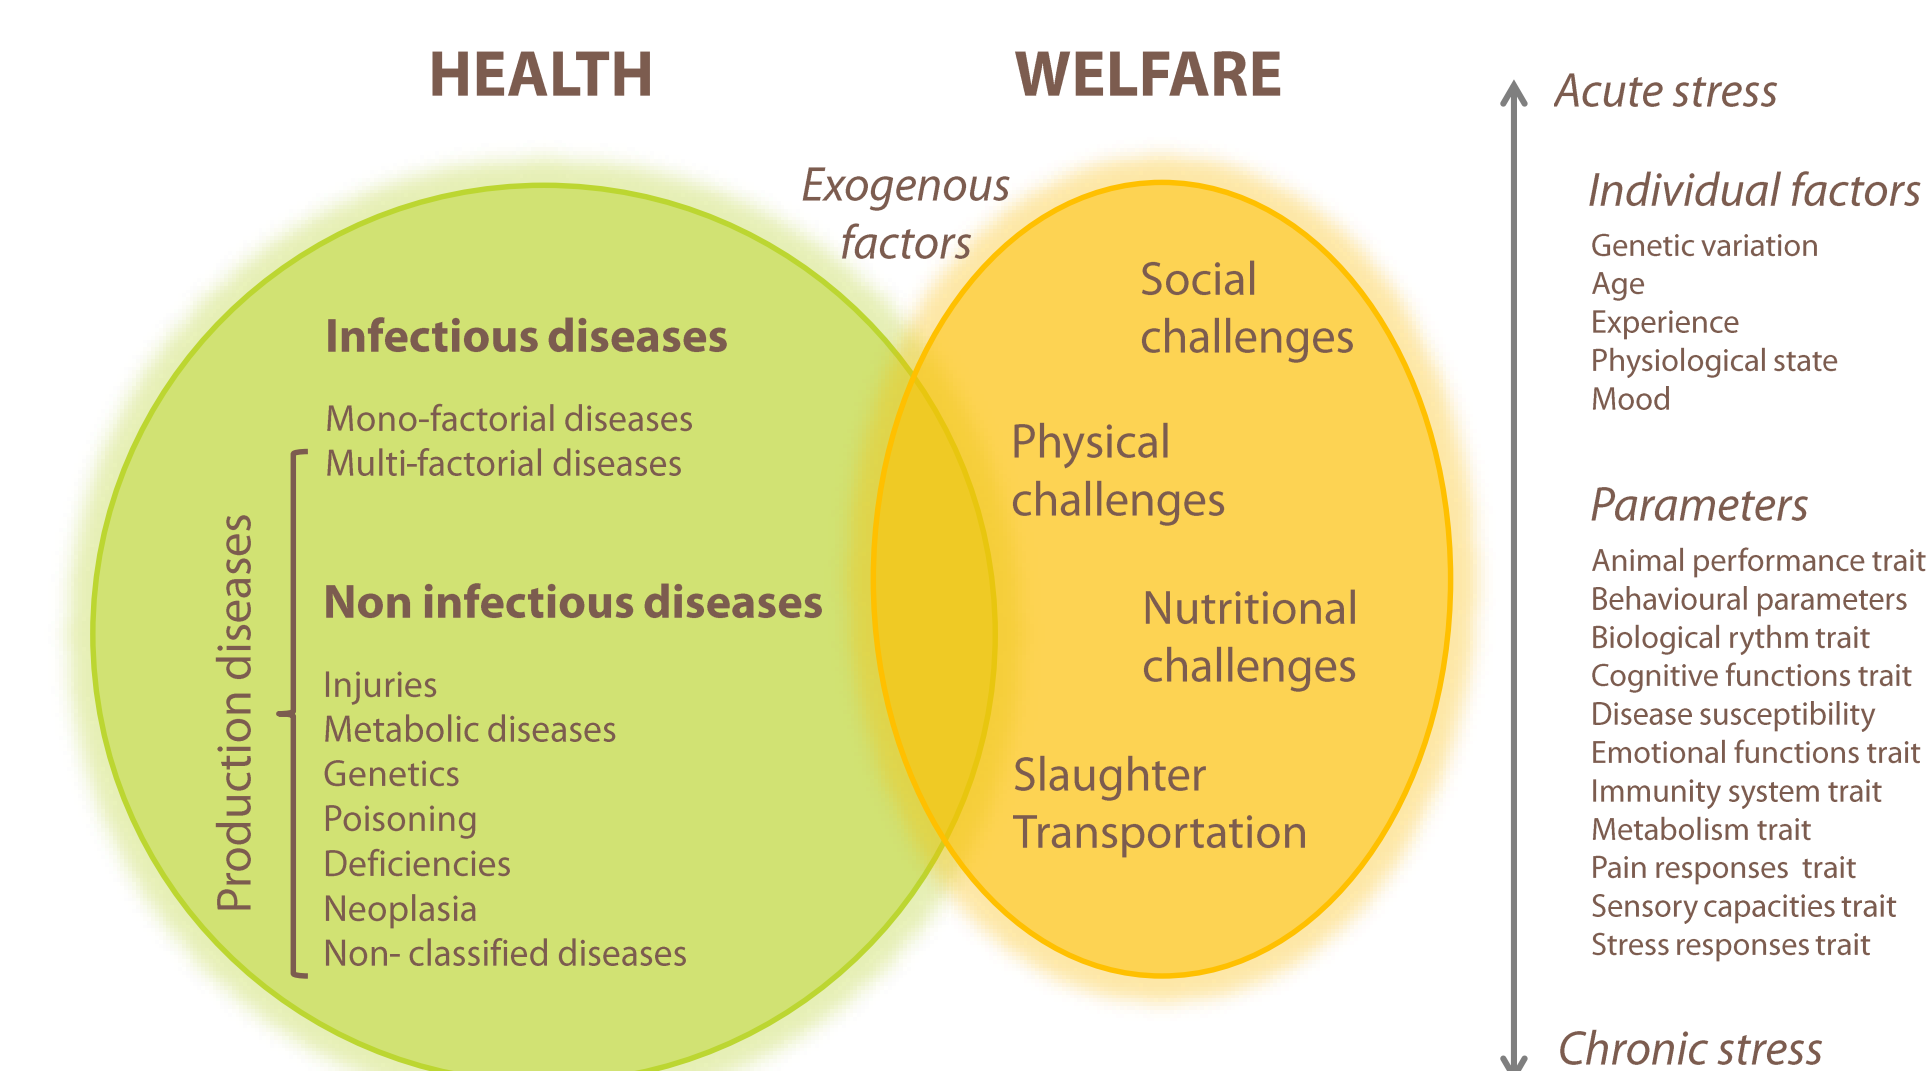 HEALTH
WELFARE
Exogenous
factors
Infectious diseases
Mono-factorial diseases
Multi-factorial diseases
Production diseases
Non infectious diseases
Injuries
Metabolic diseases
Genetics
Poisoning
Deficiencies
Neoplasia
Non- classified diseases
Social
challenges
Physical
challenges
Nutritional
challenges
Slaughter
Transportation
Acute stress
Individual factors
Genetic variation
Age
Experience
Physiological state
Mood
Parameters
Animal performance trait
Behavioural parameters
Biological rythm trait
Cognitive functions trait
Disease susceptibility
Emotional functions trait
Immunity system trait
Metabolism trait
Pain responses trait
Sensory capacities trait
Stress responses trait
Chronic stress